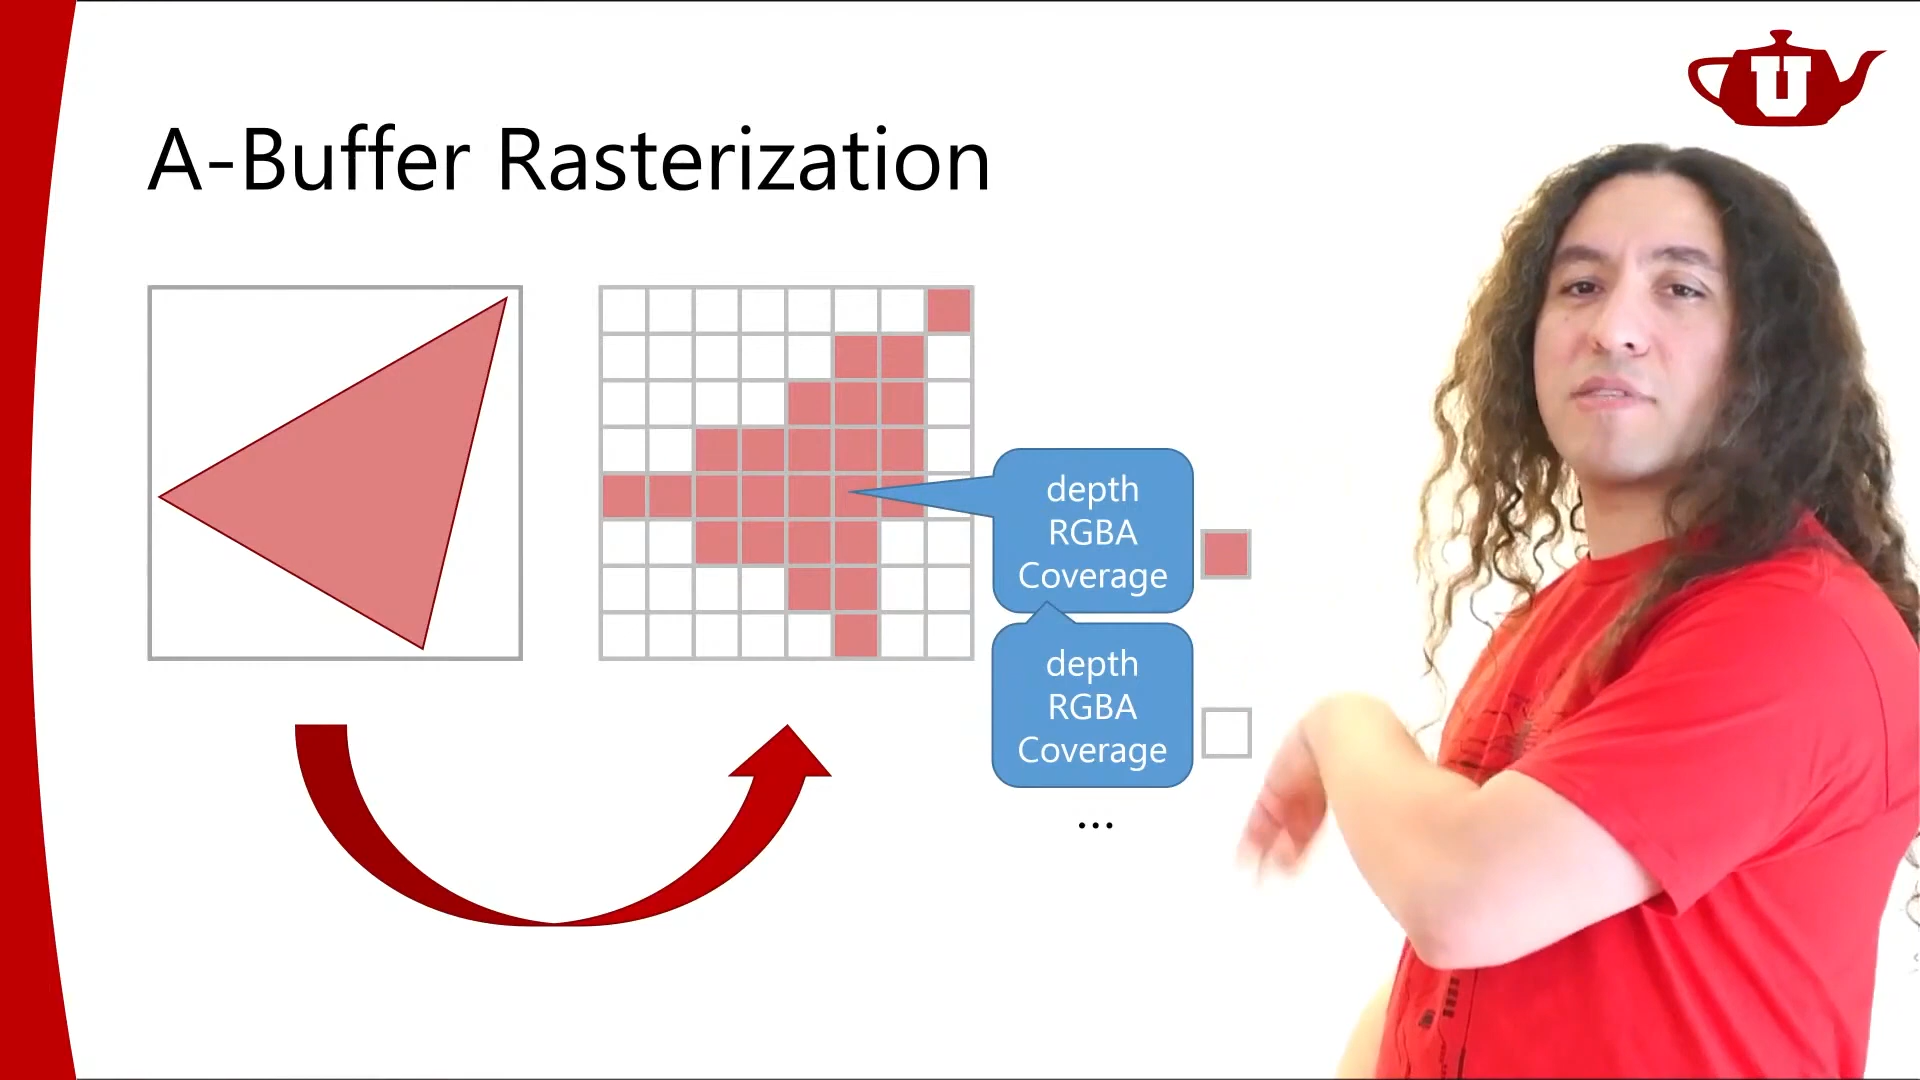 U
A-Buffer Rasterization
depth
RGBA
Coverage
depth
RGBA
Coverage
...